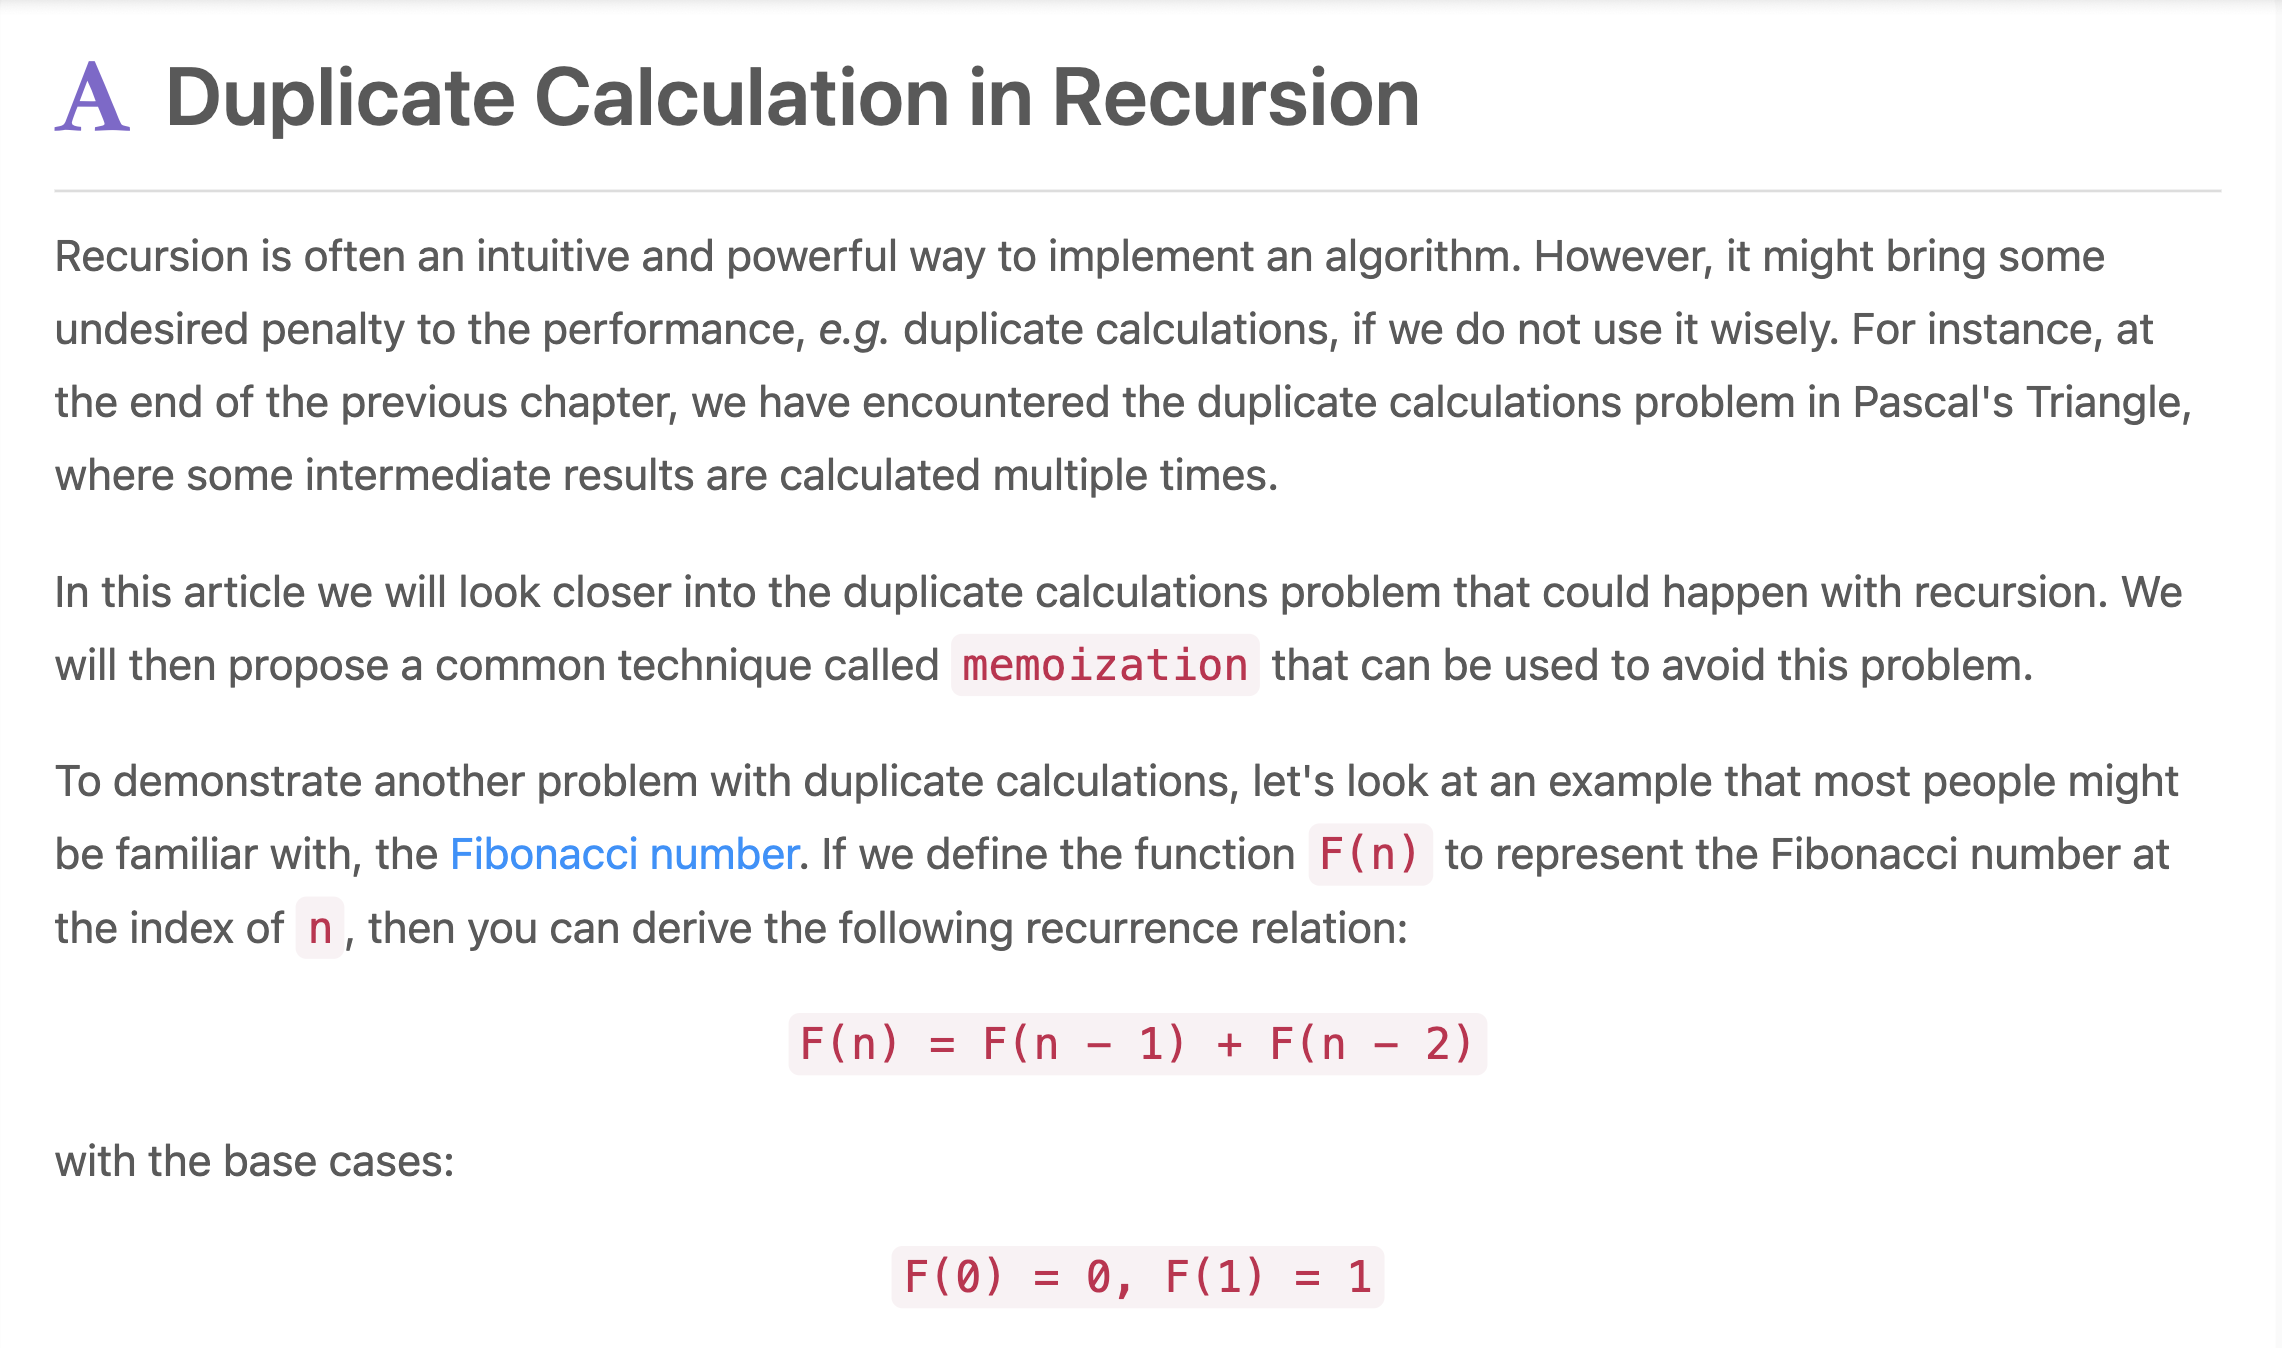 A Duplicate Calculation in Recursion
Recursion is often an intuitive and powerful way to implement an algorithm. However, it might bring some
undesired penalty to the performance, e.g. duplicate calculations, if we do not use it wisely. For instance, at
the end of the previous chapter, we have encountered the duplicate calculations problem in Pascal's Triangle,
where some intermediate results are calculated multiple times.
In this article we will look closer into the duplicate calculations problem that could happen with recursion. We
will then propose a common technique called memoization that can be used to avoid this problem.
To demonstrate another problem with duplicate calculations, let's look at an example that most people might
be familiar with, the Fibonacci number. If we define the function F(n) to represent the Fibonacci number at
the index of n, then you can derive the following recurrence relation:
F(n) = F(n - 1) + F(n - 2)
with the base cases:
F(0) = 0, F(1) = 1